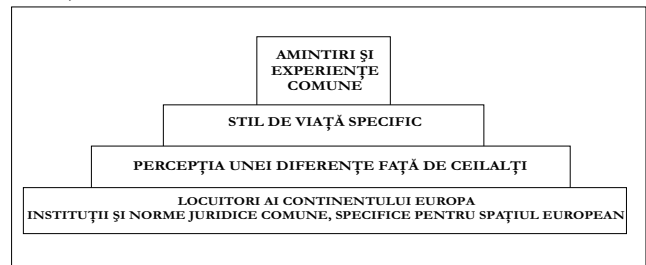 AMINTIRI ŞI
EXPERIENŢE
COMUNE
STIL DE VIAŢĂ SPECIFIC
PERCEPŢIA UNEI DIFERENŢE FAŢĂ DE CEILALŢI
LOCUITORI AI CONTINENTULUI EUROPA
INSTITUŢII ŞI NORME JURIDICE COMUNE, SPECIFICE PENTRU SPAŢIUL EUROPEAN